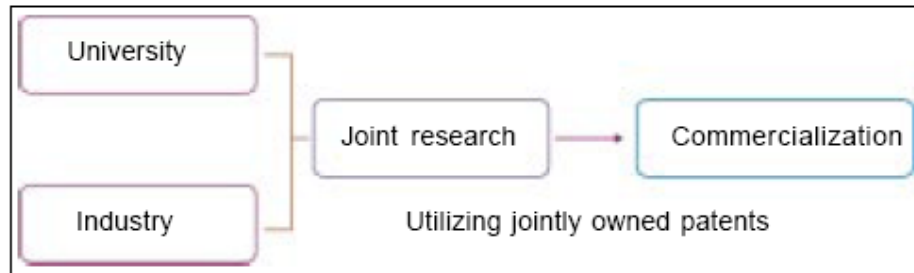 University
Joint research
Commercialization
Industry
Utilizing jointly owned patents